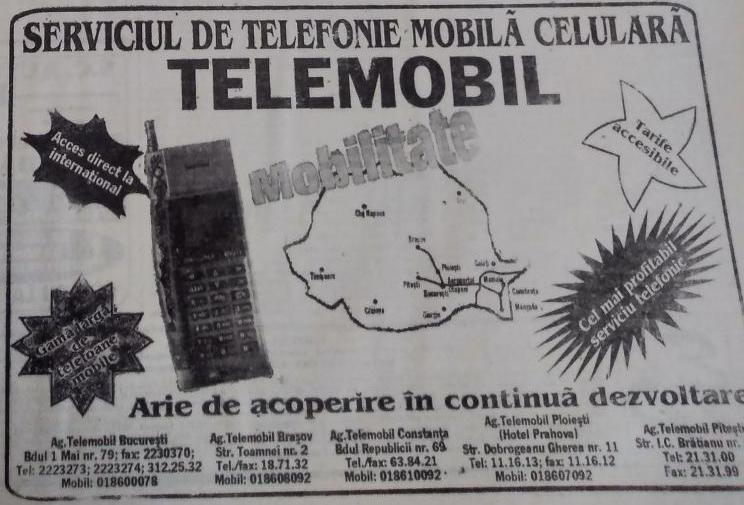 SERVICIUL DE TELEFONIE MOBILĂ CELULARĂ
TELEMOBIL
Acces direct la
internațional
Mobilitate
Tarife
accesibile
Cluj Napoca
Iași
Timișoara
Brașov
Ploiești
Galați
Pitești
Aeroportul
Otopeni
București
Mamaia
Constanța
Mangalia
Craiova
Giurgiu
Gamă largă
de
telefoane
mobile
Cel mai profitabil
serviciu telefonic
Arie de acoperire în continuă dezvoltare
Ag.Telemobil București
Bdul 1 Mai nr. 79; fax: 2230370;
Tel: 2223273; 2223274; 312.25.32
Mobil: 018600078
Ag.Telemobil Brașov
Str. Toamnei nr. 2
Tel./fax: 18.71.32
Mobil: 018608092
Ag.Telemobil Constanța
Bdul Republicii nr. 69
Tel./fax: 63.84.21
Mobil: 018610092
Ag.Telemobil Ploiești
(Hotel Prahova)
Str. Dobrogeanu Gherea nr. 11
Tel: 11.16.13; fax: 11.16.12
Mobil: 018607092
Ag.Telemobil Pitești
Str. I.C. Brătianu nr.
Tel: 21.31.00
Fax: 21.31.99